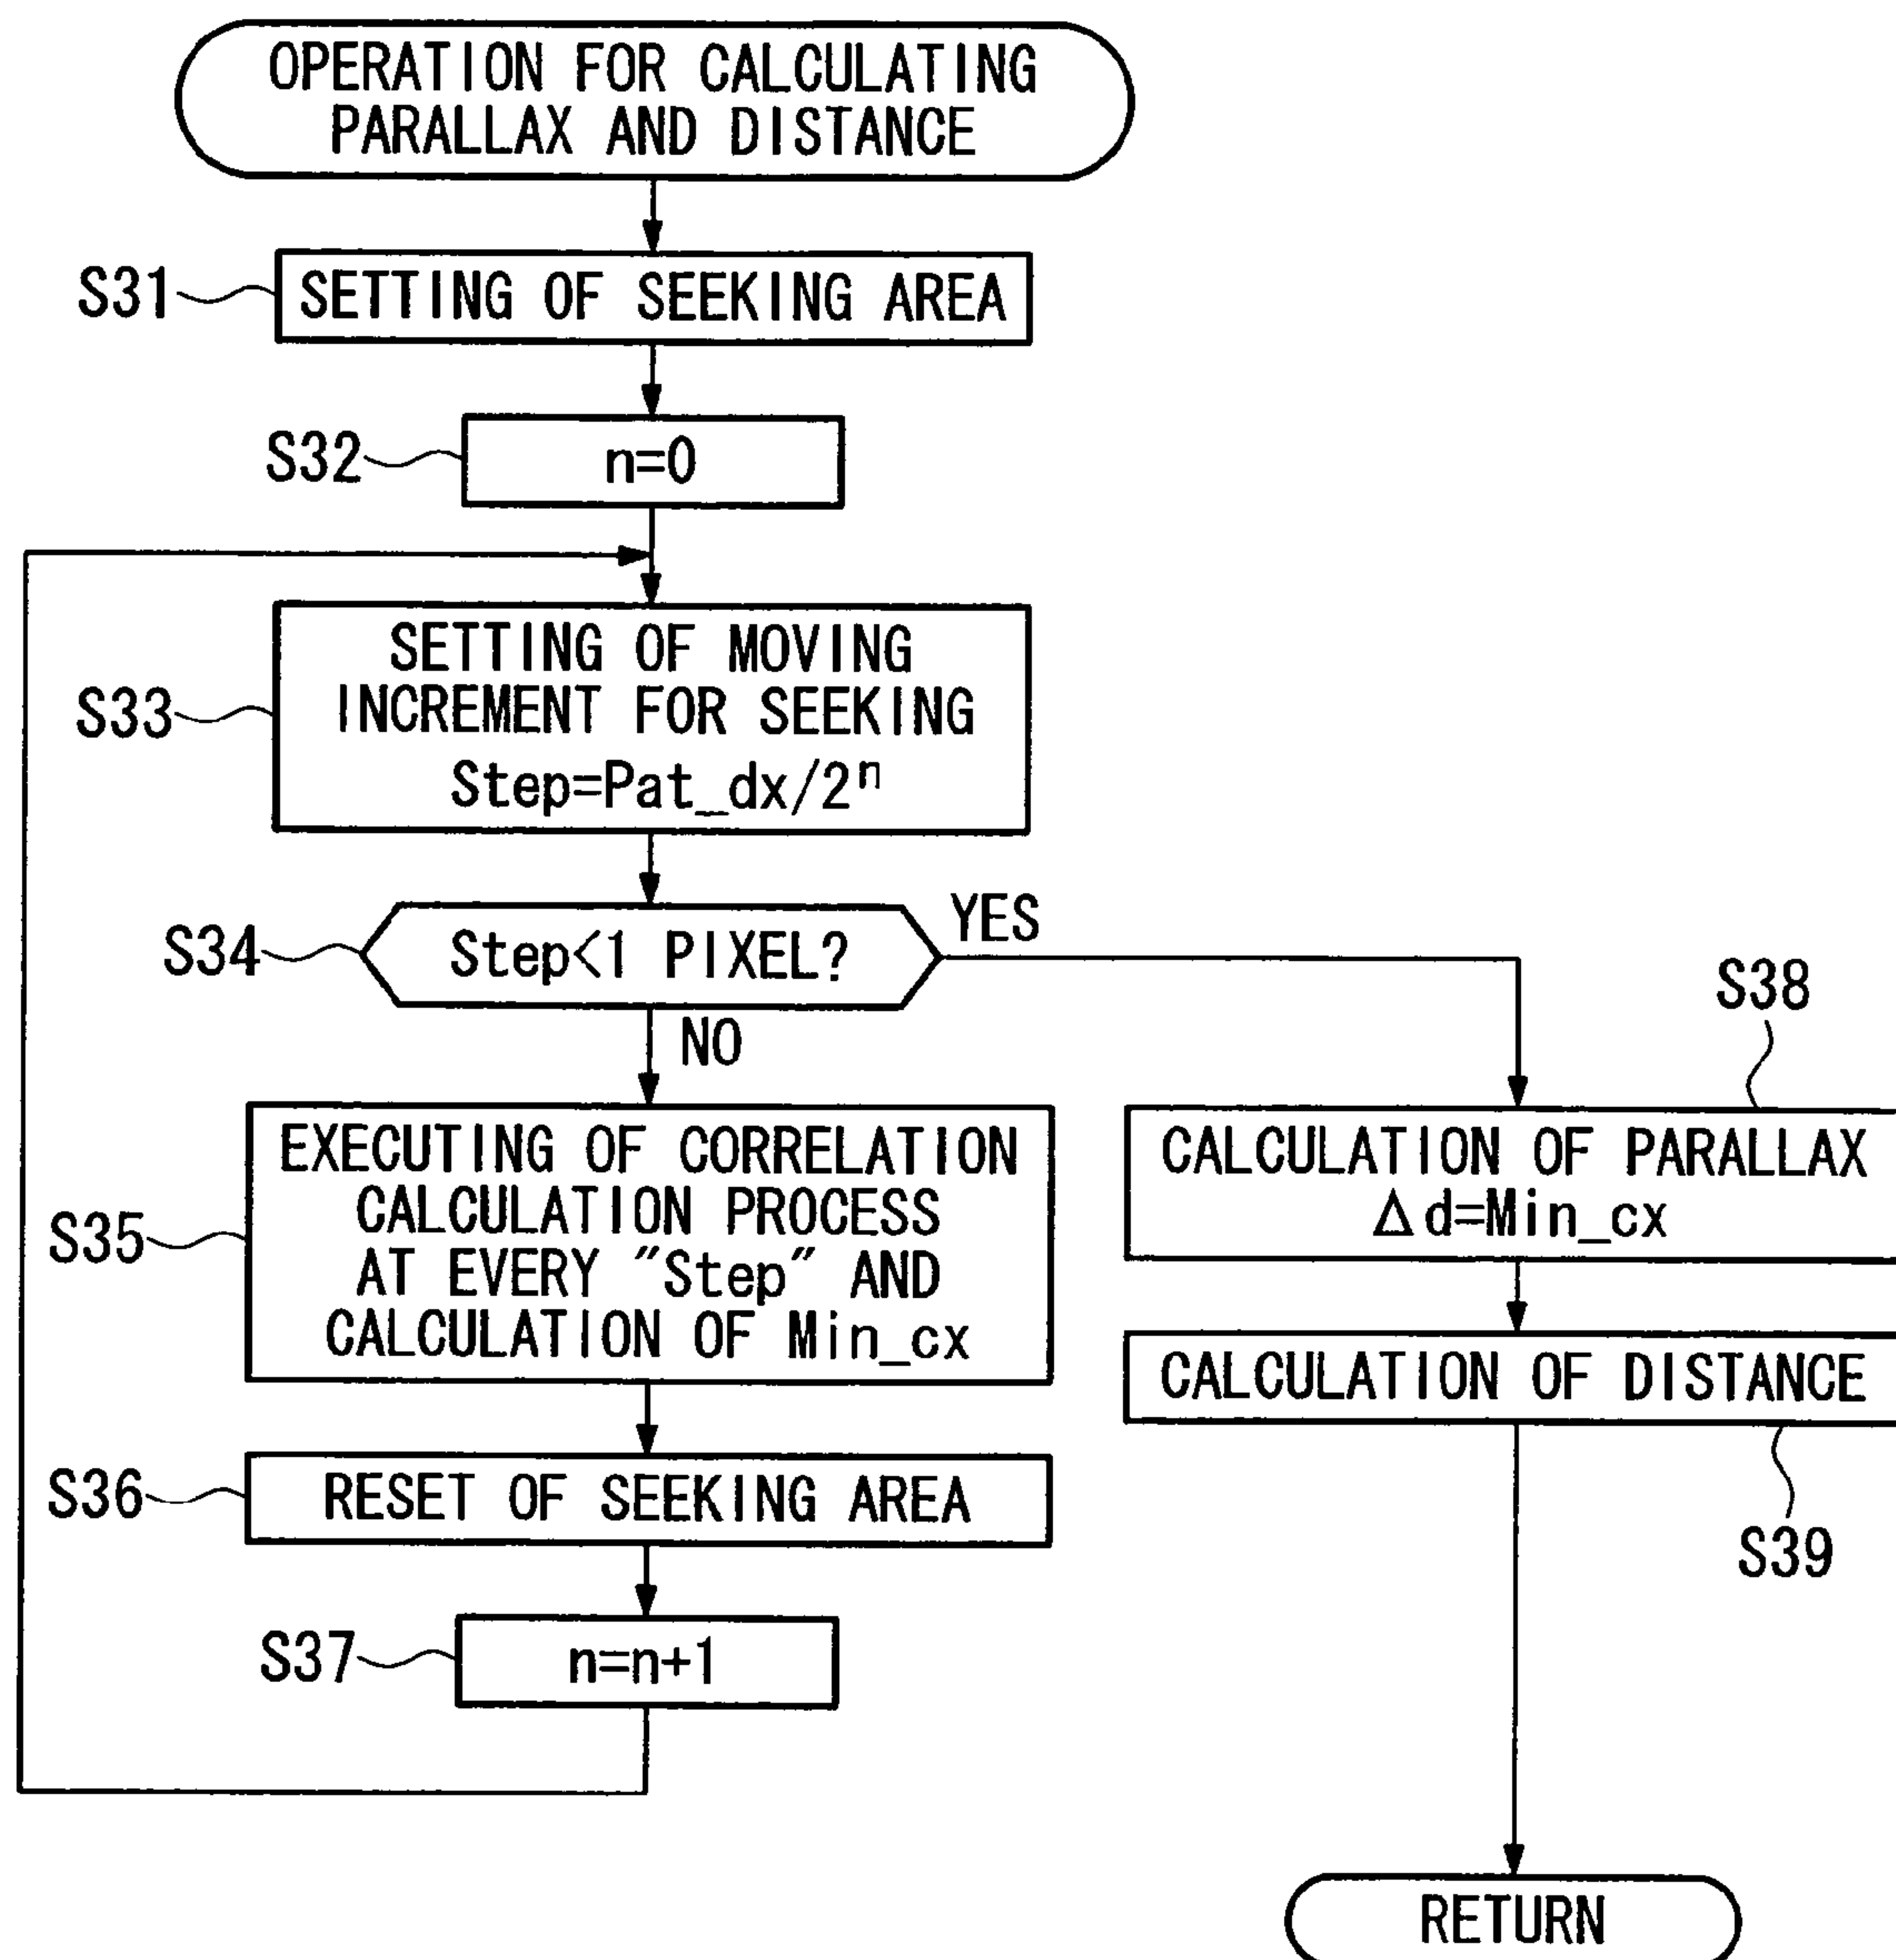 OPERATION FOR CALCULATING
PARALLAX AND DISTANCE
S31
SETTING OF SEEKING AREA
S32
n=0
S33
SETTING OF MOVING
INCREMENT FOR SEEKING
Step=Pat_dx/2ⁿ
S34
Step<1 PIXEL?
YES
NO
S35
EXECUTING OF CORRELATION
CALCULATION PROCESS
AT EVERY "Step" AND
CALCULATION OF Min_cx
S36
RESET OF SEEKING AREA
S37
n=n+1
S38
CALCULATION OF PARALLAX
Δd=Min_cx
CALCULATION OF DISTANCE
S39
RETURN